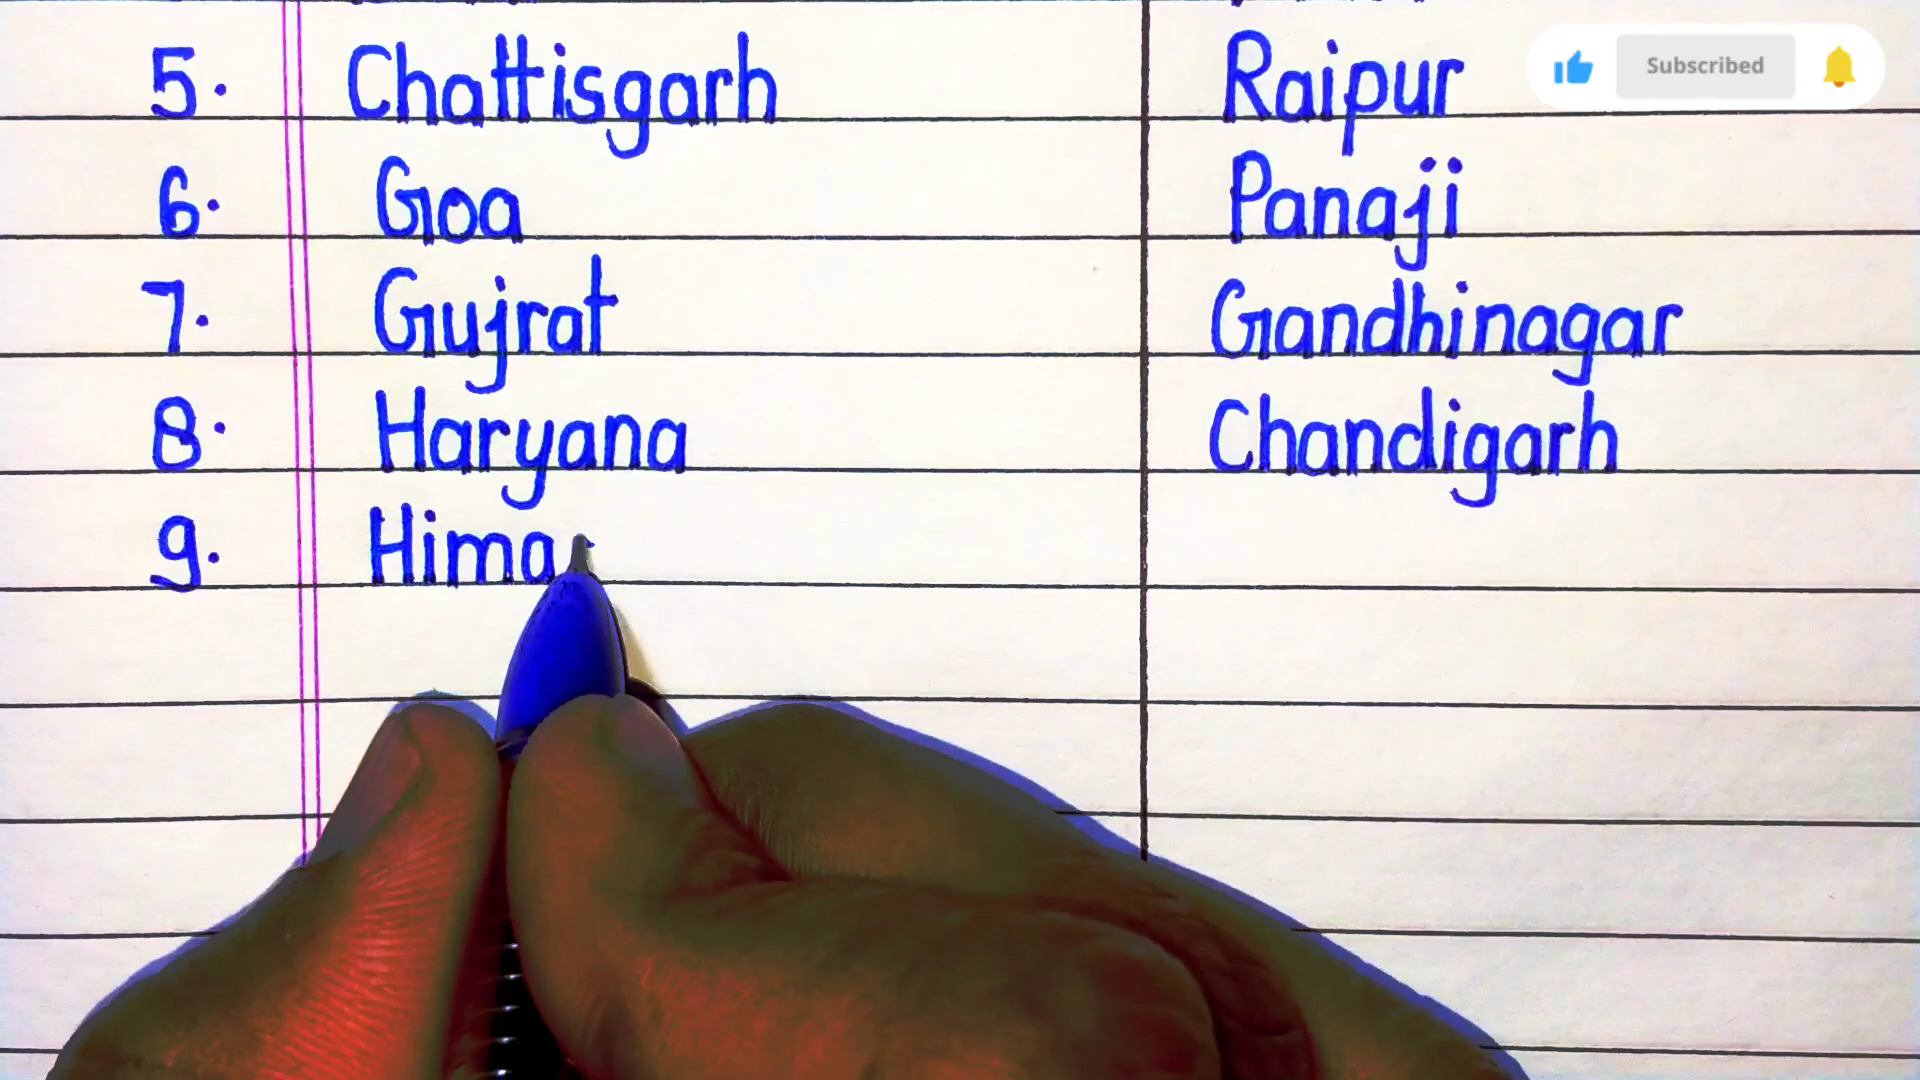 5. Chattisgarh Raipur
6. Goa Panaji
7. Gujrat Gandhinagar
8. Haryana Chandigarh
9. Hima
Subscribed